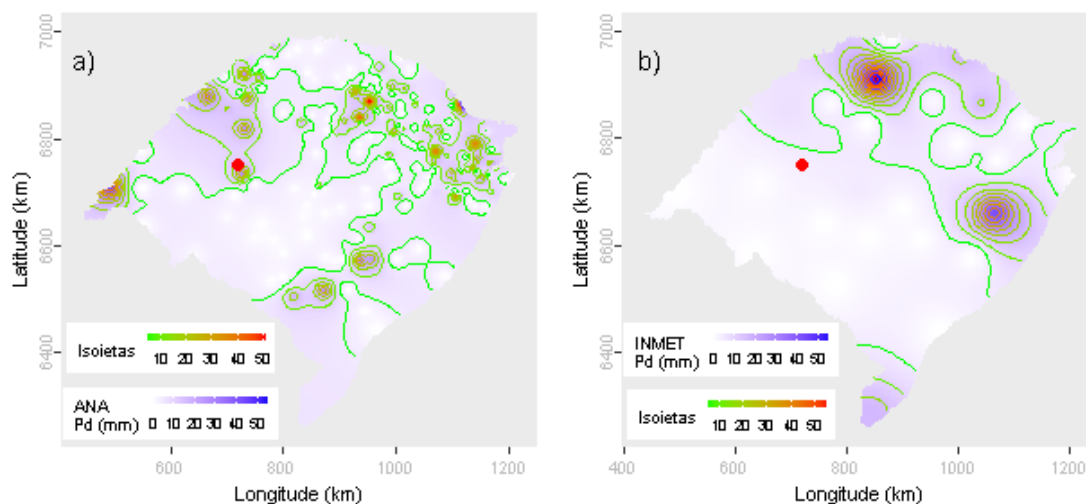 a)
7000
6800
6600
6400
Latitude (km)
Isoietas
10 20 30 40 50
ANA
Pd (mm)
0 10 20 30 40 50
600 800 1000 1200
Longitude (km)
b)
7000
6800
6600
6400
Latitude (km)
INMET
Pd (mm)
0 10 20 30 40 50
Isoietas
10 20 30 40 50
400 600 800 1000 1200
Longitude (km)